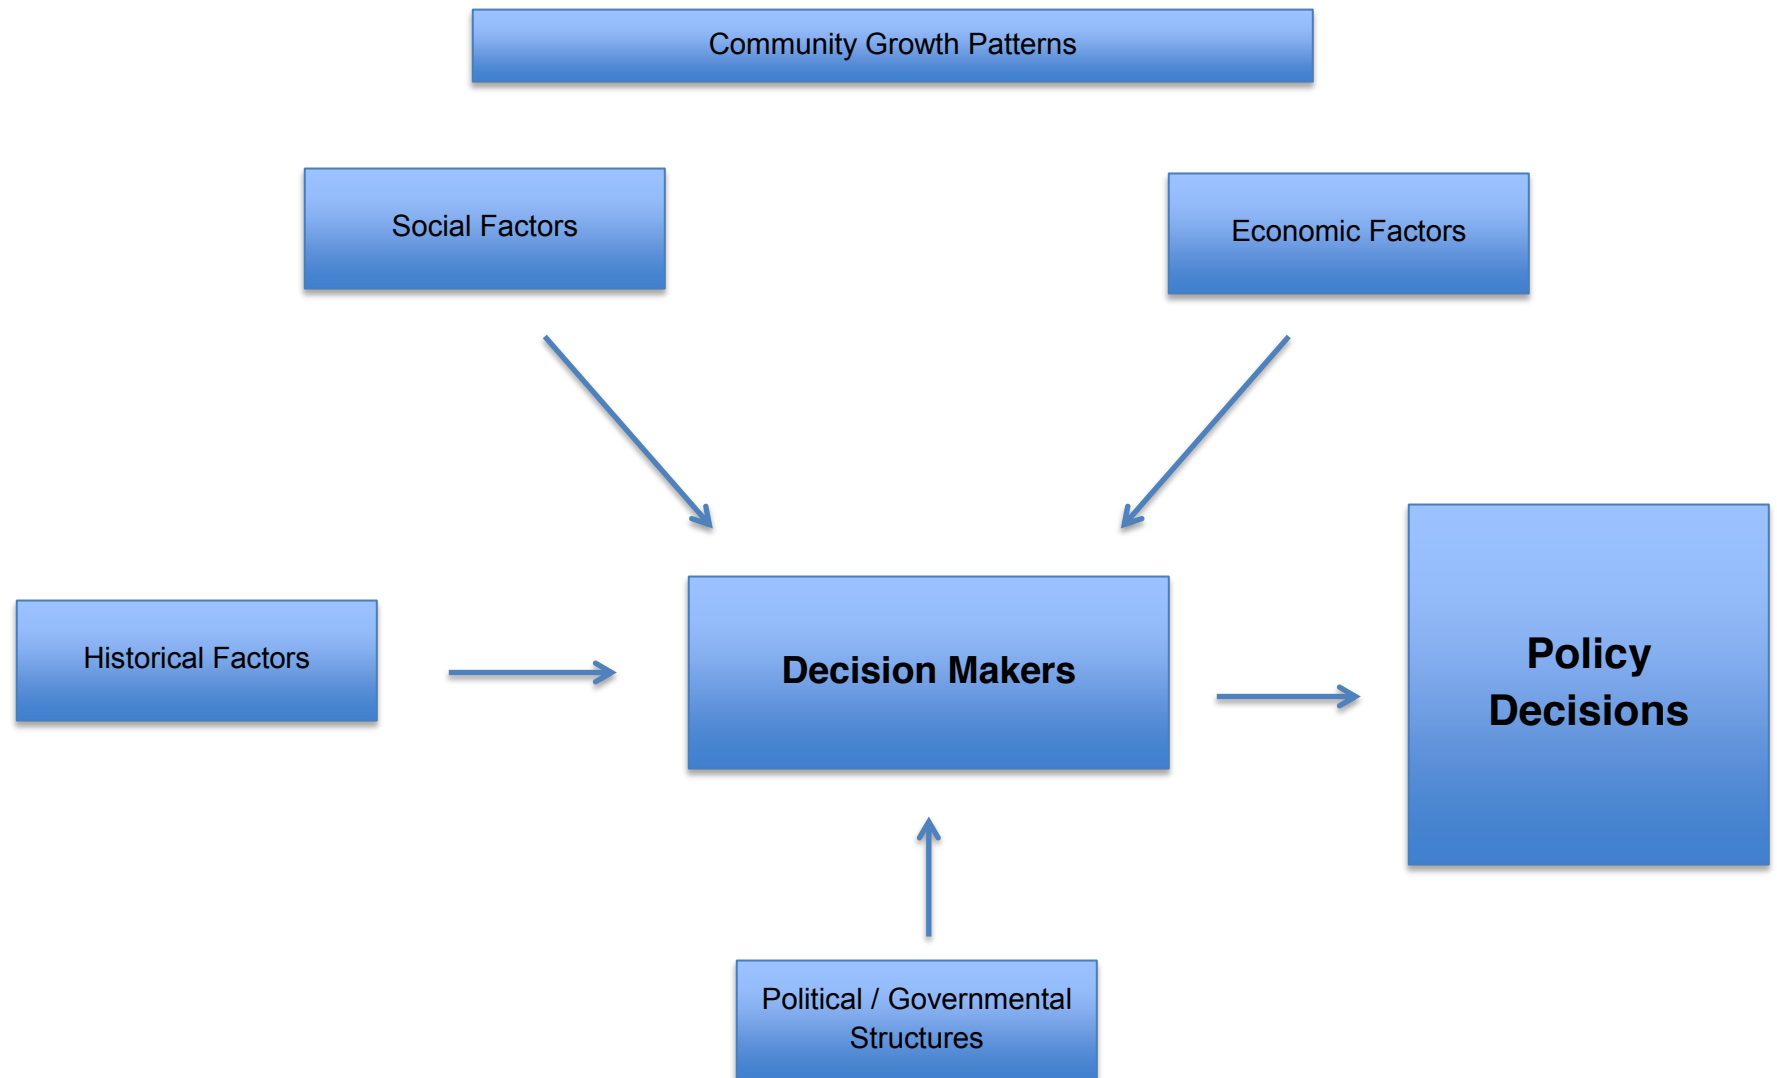 Community Growth Patterns
Social Factors
Economic Factors
Historical Factors
Decision Makers
Policy
Decisions
Political / Governmental
Structures